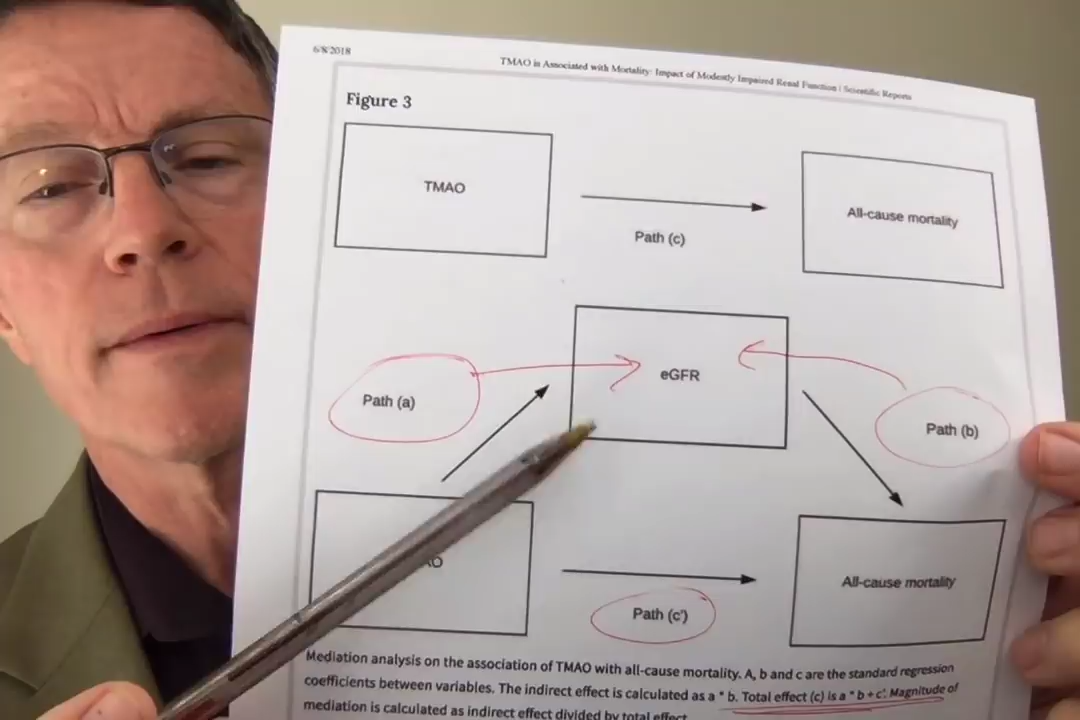 6/8/2018
TMAO is Associated with Mortality: Impact of Modestly Impaired Renal Function | Scientific Reports
Figure 3
TMAO
Path (c)
All-cause mortality
eGFR
Path (a)
Path (b)
Path (c')
All-cause mortality
Mediation analysis on the association of TMAO with all-cause mortality. A, b and c are the standard regression
coefficients between variables. The indirect effect is calculated as a * b. Total effect (c) is a * b + c'. Magnitude of
mediation is calculated as indirect effect divided by total effect.